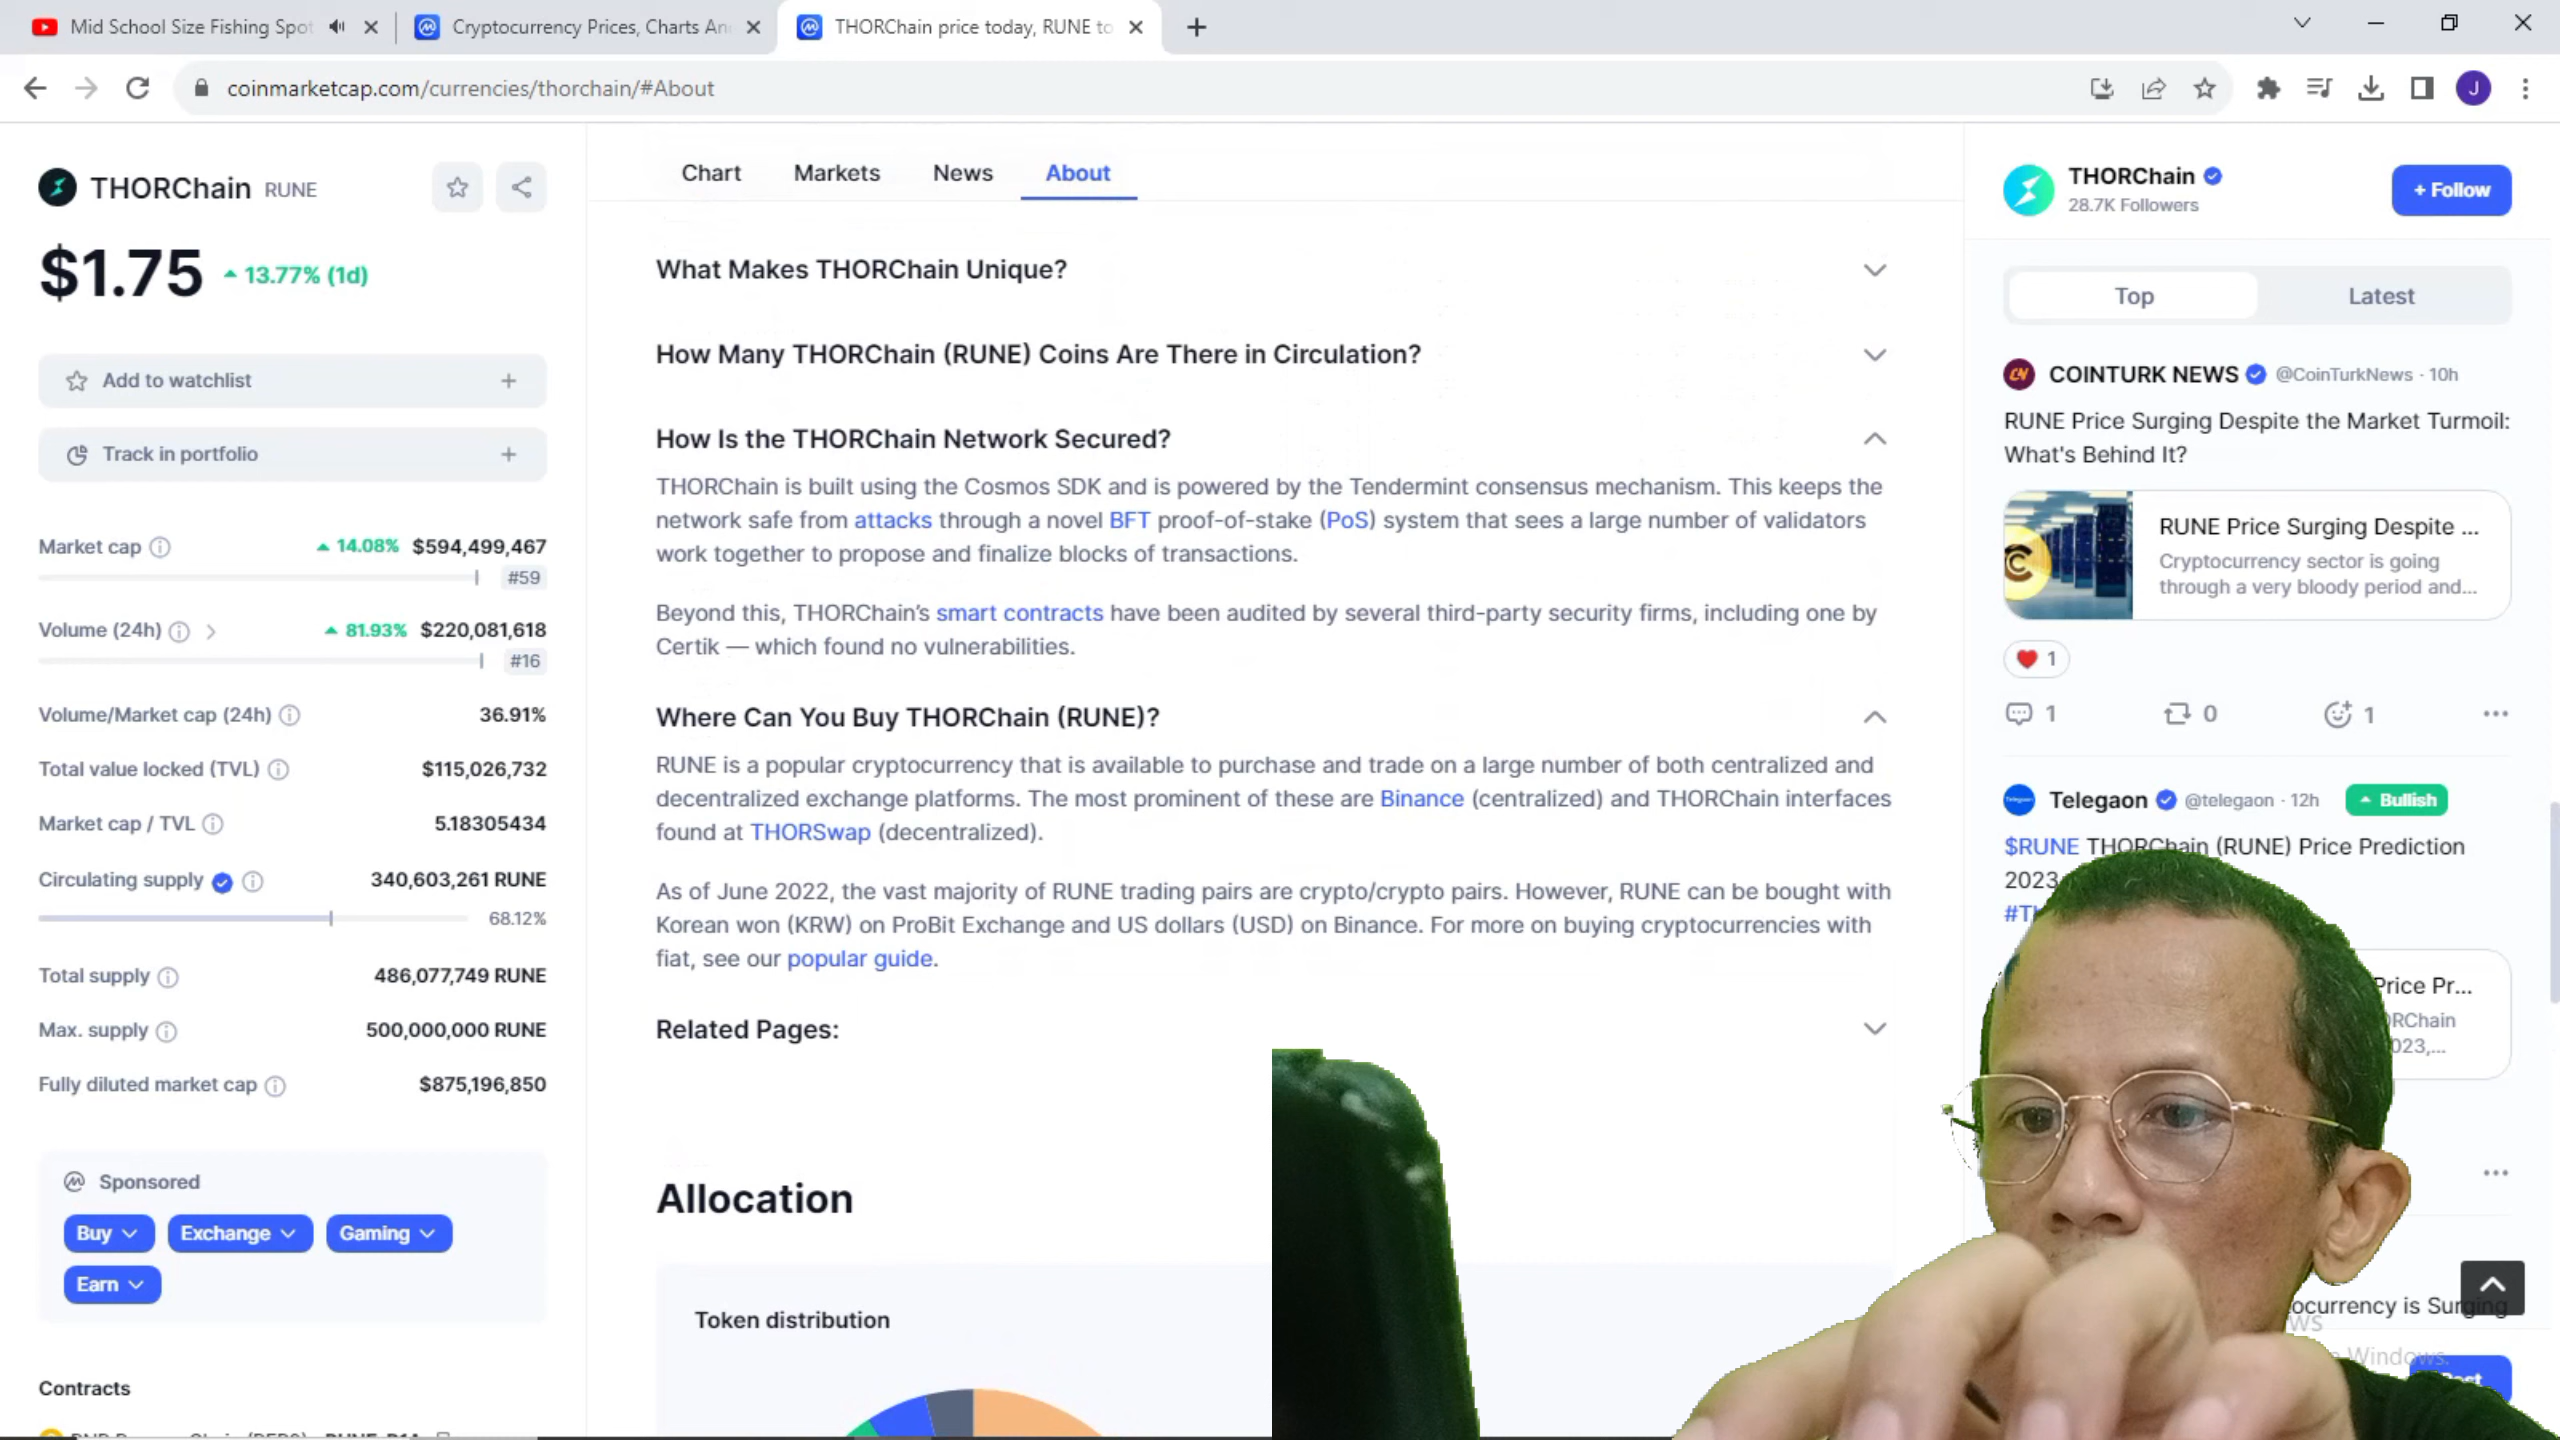 Mid School Size Fishing Spot
Cryptocurrency Prices, Charts An
THORChain price today, RUNE to
coinmarketcap.com/currencies/thorchain/#About
J
THORChain RUNE
$1.75 13.77% (1d)
Add to watchlist
Track in portfolio
Market cap 14.08% $594,499,467
#59
Volume (24h) 81.93% $220,081,618
#16
Volume/Market cap (24h) 36.91%
Total value locked (TVL) $115,026,732
Market cap / TVL 5.18305434
Circulating supply 340,603,261 RUNE
68.12%
Total supply 486,077,749 RUNE
Max. supply 500,000,000 RUNE
Fully diluted market cap $875,196,850
Sponsored
Buy Exchange Gaming
Earn
Contracts
Chart Markets News About
What Makes THORChain Unique?
How Many THORChain (RUNE) Coins Are There in Circulation?
How Is the THORChain Network Secured?
THORChain is built using the Cosmos SDK and is powered by the Tendermint consensus mechanism. This keeps the
network safe from attacks through a novel BFT proof-of-stake (PoS) system that sees a large number of validators
work together to propose and finalize blocks of transactions.
Beyond this, THORChain’s smart contracts have been audited by several third-party security firms, including one by
Certik — which found no vulnerabilities.
Where Can You Buy THORChain (RUNE)?
RUNE is a popular cryptocurrency that is available to purchase and trade on a large number of both centralized and
decentralized exchange platforms. The most prominent of these are Binance (centralized) and THORChain interfaces
found at THORSwap (decentralized).
As of June 2022, the vast majority of RUNE trading pairs are crypto/crypto pairs. However, RUNE can be bought with
Korean won (KRW) on ProBit Exchange and US dollars (USD) on Binance. For more on buying cryptocurrencies with
fiat, see our popular guide.
Related Pages:
Allocation
Token distribution
THORChain
28.7K Followers
+ Follow
Top Latest
COINTURK NEWS @CoinTurkNews · 10h
RUNE Price Surging Despite the Market Turmoil:
What's Behind It?
RUNE Price Surging Despite ...
Cryptocurrency sector is going
through a very bloody period and...
1
1 0 1
Telegaon @telegaon · 12h Bullish
$RUNE THORChain (RUNE) Price Prediction
2023
Price Pr...
023,...
ocurrency is Surging
Windows.